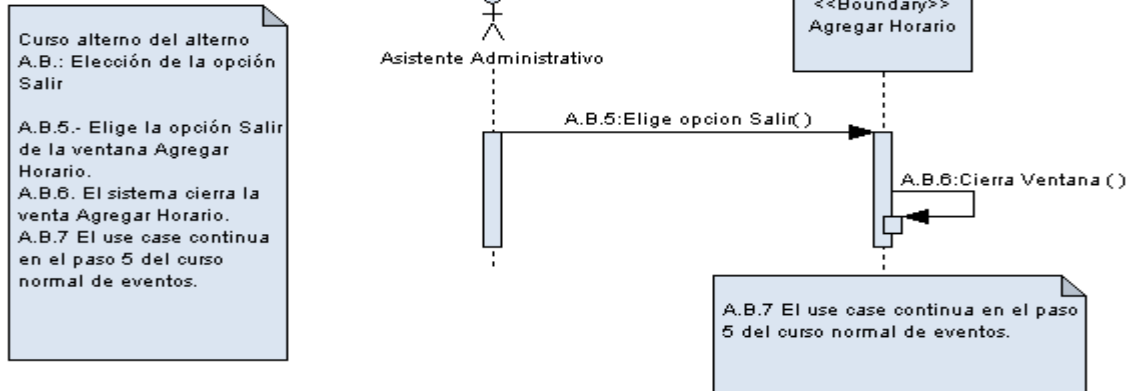 Curso alterno del alterno
A.B.: Elección de la opción
Salir
A.B.5.- Elige la opción Salir
de la ventana Agregar
Horario.
A.B.6. El sistema cierra la
venta Agregar Horario.
A.B.7 El use case continua
en el paso 5 del curso
normal de eventos.
Asistente Administrativo
<<Boundary>>
Agregar Horario
A.B.5:Elige opcion Salir( )
A.B.6:Cierra Ventana ( )
A.B.7 El use case continua en el paso
5 del curso normal de eventos.